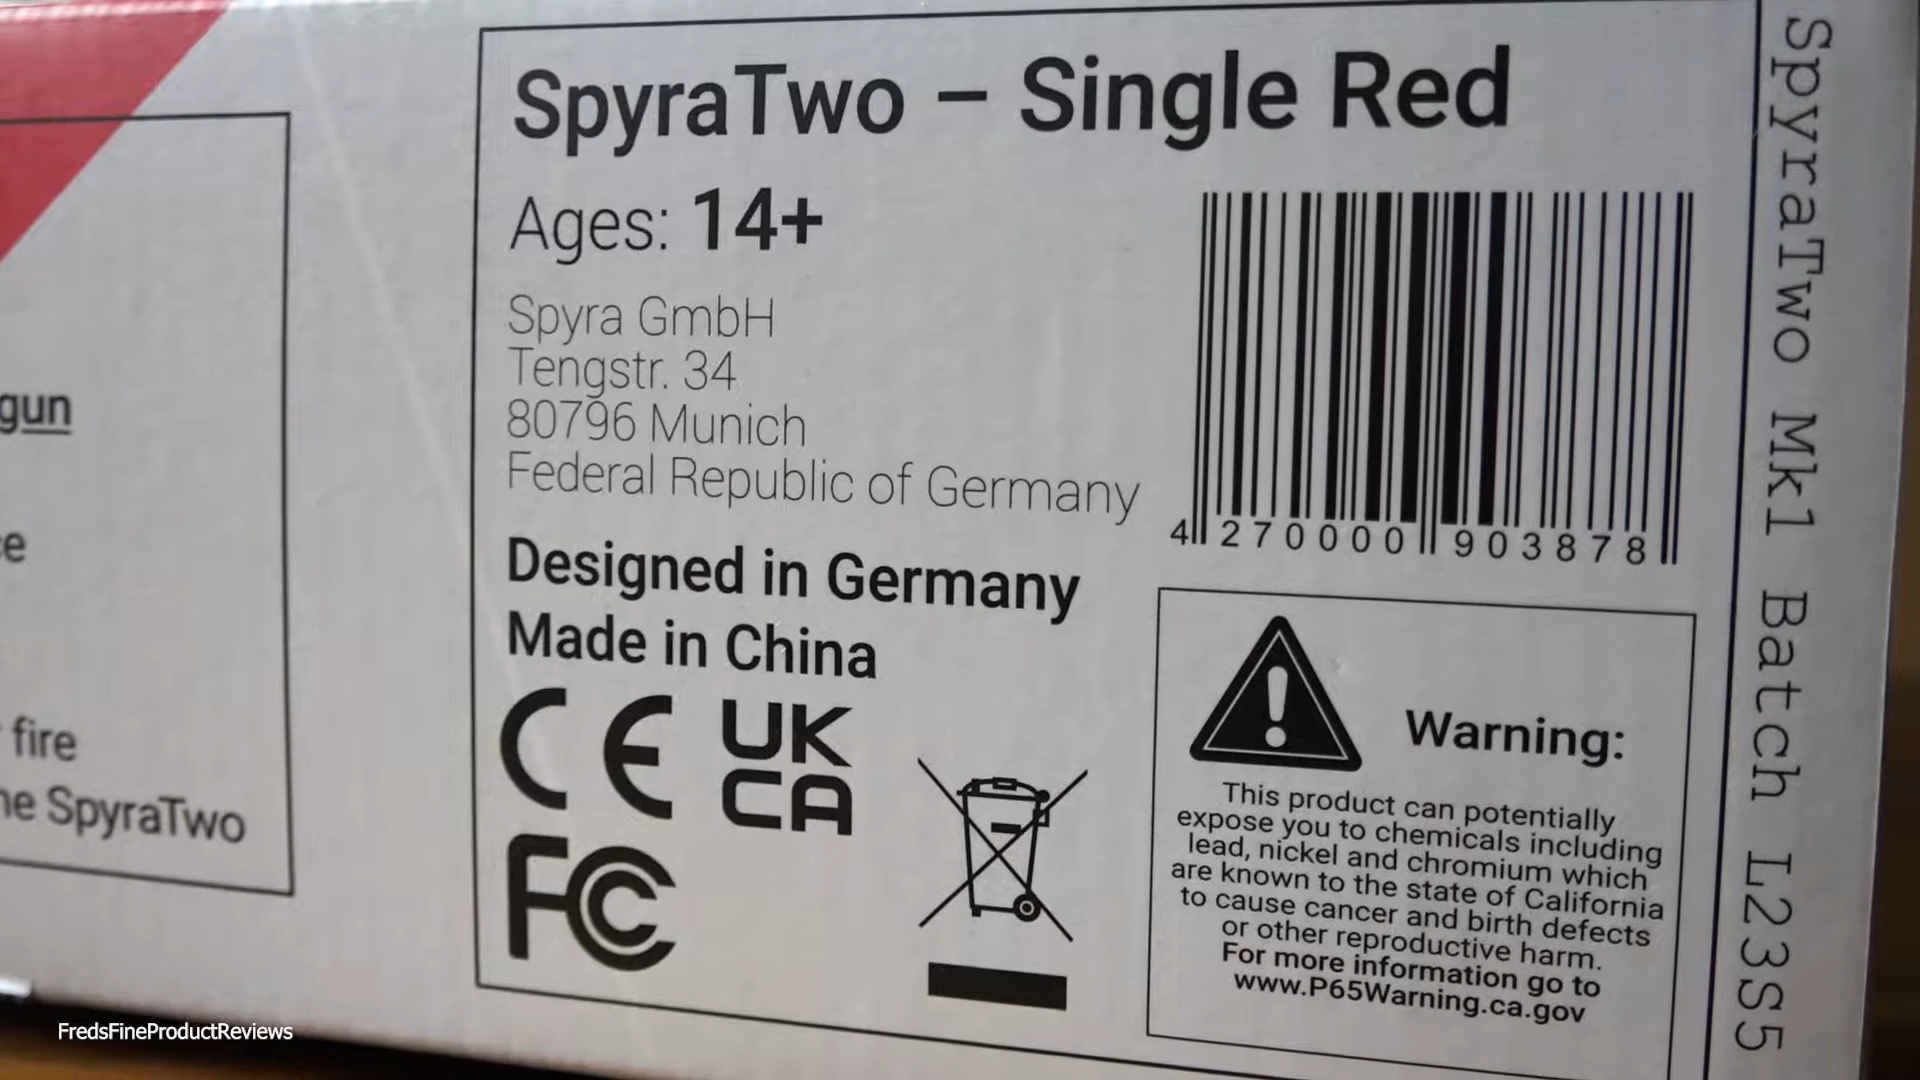 gun
fire
SpyraTwo
SpyraTwo – Single Red
Ages: 14+
Spyra GmbH
Tengstr. 34
80796 Munich
Federal Republic of Germany
Designed in Germany
Made in China
CE
UK
CA
FC
4 270000 903878
Warning:
This product can potentially
expose you to chemicals including
lead, nickel and chromium which
are known to the state of California
to cause cancer and birth defects
or other reproductive harm.
For more information go to
www.P65Warning.ca.gov
SpyraTwo Mk1 Batch L23S5
FredsFineProductReviews